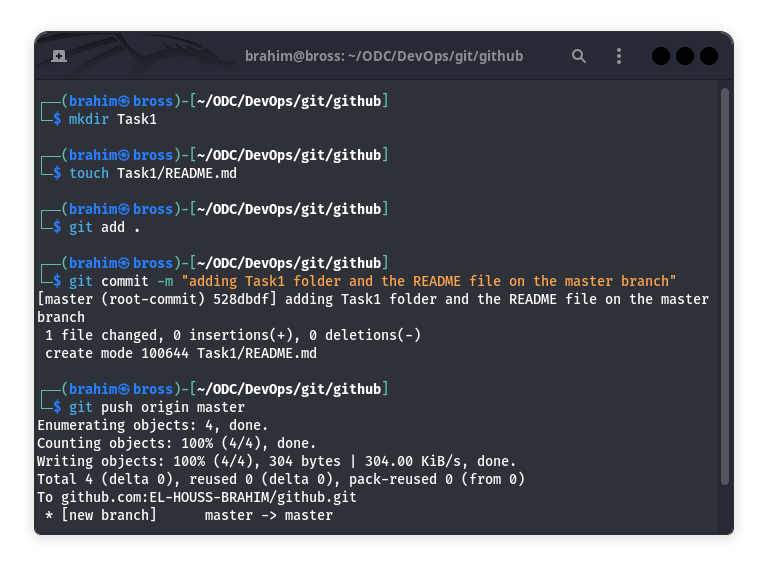 brahim@bross: ~/ODC/DevOps/git/github
┌──(brahim㉿bross)-[~/ODC/DevOps/git/github]
└─$ mkdir Task1
┌──(brahim㉿bross)-[~/ODC/DevOps/git/github]
└─$ touch Task1/README.md
┌──(brahim㉿bross)-[~/ODC/DevOps/git/github]
└─$ git add .
┌──(brahim㉿bross)-[~/ODC/DevOps/git/github]
└─$ git commit -m "adding Task1 folder and the README file on the master branch"
[master (root-commit) 528dbdf] adding Task1 folder and the README file on the master
branch
 1 file changed, 0 insertions(+), 0 deletions(-)
 create mode 100644 Task1/README.md
┌──(brahim㉿bross)-[~/ODC/DevOps/git/github]
└─$ git push origin master
Enumerating objects: 4, done.
Counting objects: 100% (4/4), done.
Writing objects: 100% (4/4), 304 bytes | 304.00 KiB/s, done.
Total 4 (delta 0), reused 0 (delta 0), pack-reused 0 (from 0)
To github.com:EL-HOUSS-BRAHIM/github.git
 * [new branch]      master -> master